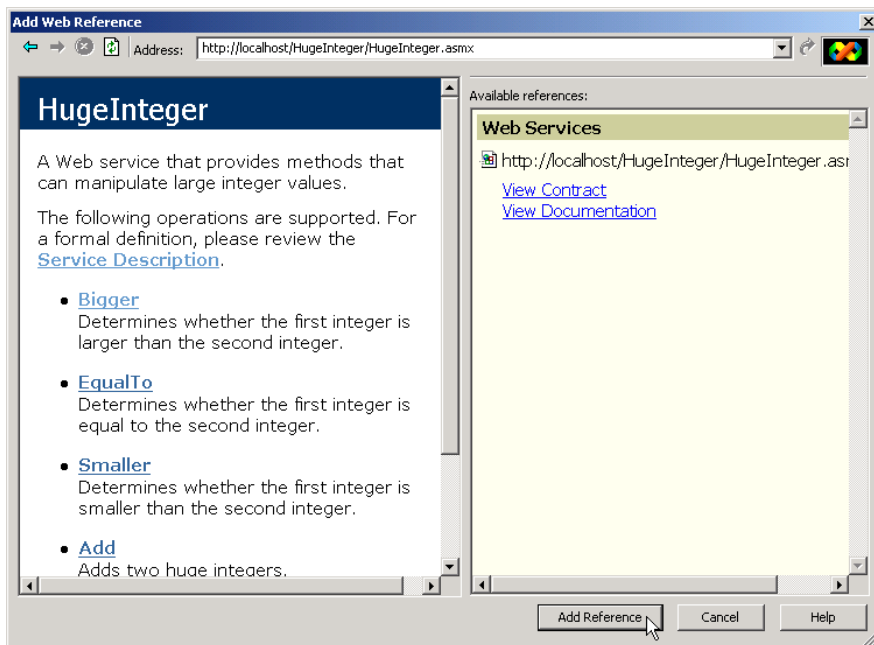 Add Web Reference
Address: http://localhost/HugeInteger/HugeInteger.asmx
HugeInteger
A Web service that provides methods that
can manipulate large integer values.
The following operations are supported. For
a formal definition, please review the
Service Description.
Bigger
Determines whether the first integer is
larger than the second integer.
EqualTo
Determines whether the first integer is
equal to the second integer.
Smaller
Determines whether the first integer is
smaller than the second integer.
Add
Adds two huge integers.
Available references:
Web Services
http://localhost/HugeInteger/HugeInteger.asm
View Contract
View Documentation
Add Reference
Cancel
Help